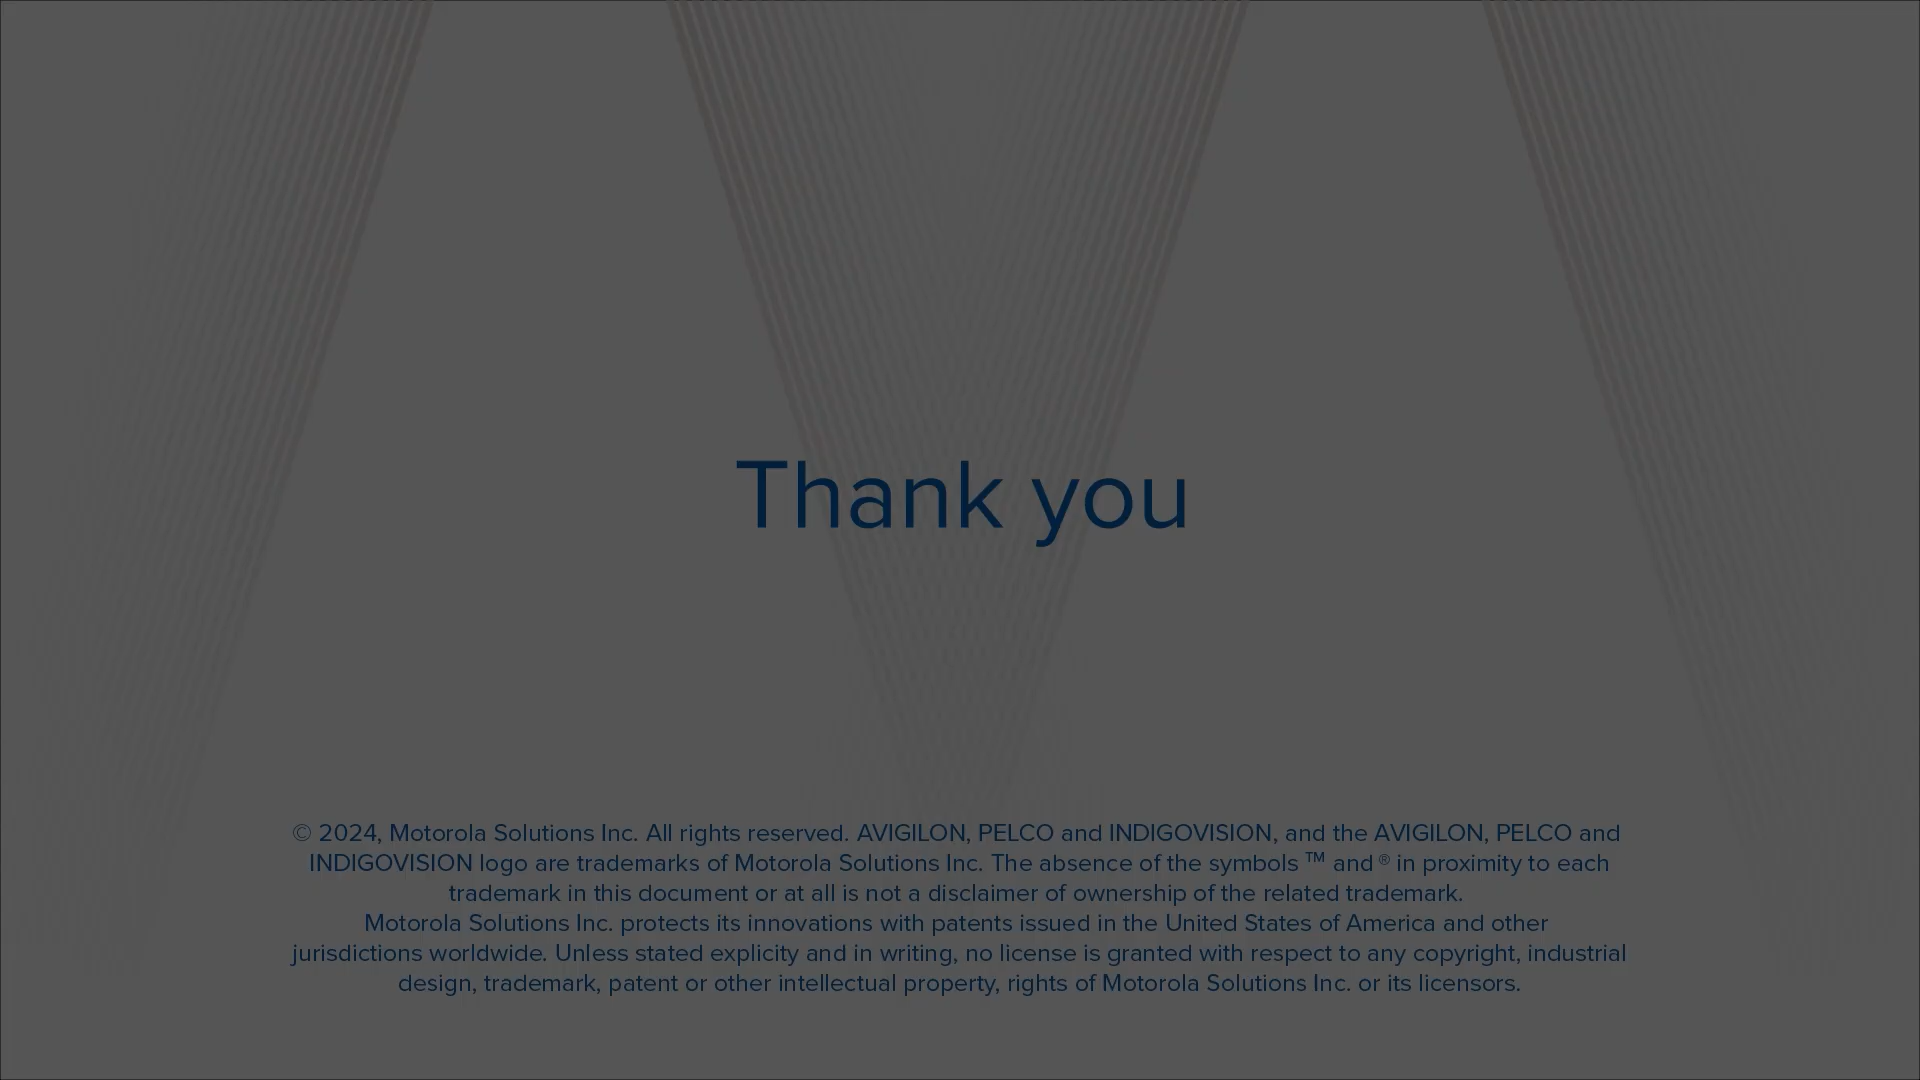 Thank you
© 2024, Motorola Solutions Inc. All rights reserved. AVIGILON, PELCO and INDIGOVISION, and the AVIGILON, PELCO and
INDIGOVISION logo are trademarks of Motorola Solutions Inc. The absence of the symbols ™ and ® in proximity to each
trademark in this document or at all is not a disclaimer of ownership of the related trademark.
Motorola Solutions Inc. protects its innovations with patents issued in the United States of America and other
jurisdictions worldwide. Unless stated explicity and in writing, no license is granted with respect to any copyright, industrial
design, trademark, patent or other intellectual property, rights of Motorola Solutions Inc. or its licensors.